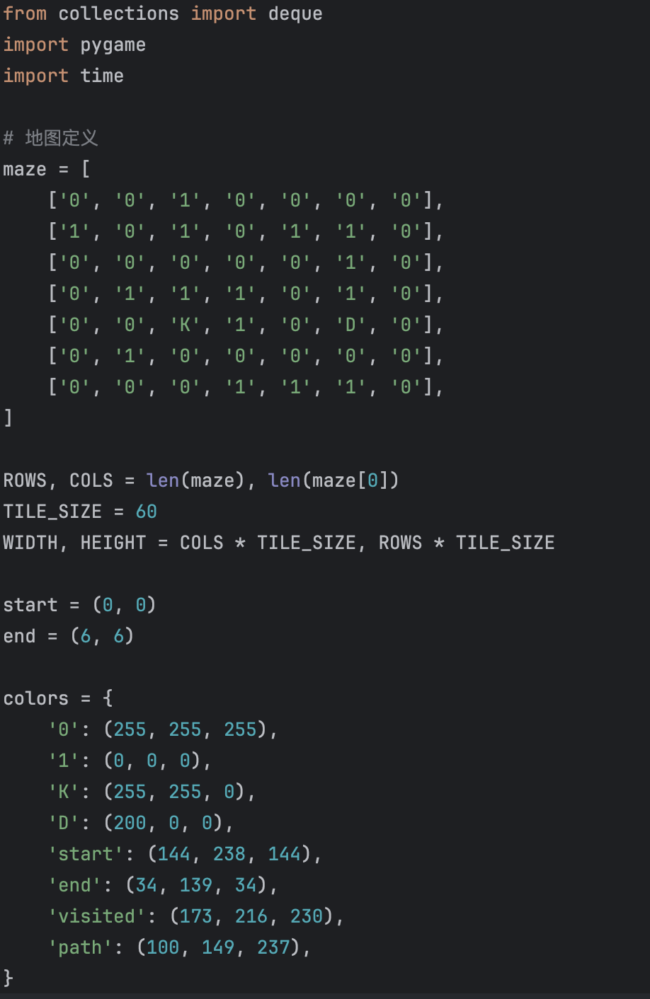 from collections import deque
import pygame
import time

# 地图定义
maze = [
    ['0', '0', '1', '0', '0', '0', '0'],
    ['1', '0', '1', '0', '1', '1', '0'],
    ['0', '0', '0', '0', '0', '1', '0'],
    ['0', '1', '1', '1', '0', '1', '0'],
    ['0', '0', 'K', '1', '0', 'D', '0'],
    ['0', '1', '0', '0', '0', '0', '0'],
    ['0', '0', '0', '1', '1', '1', '0'],
]

ROWS, COLS = len(maze), len(maze[0])
TILE_SIZE = 60
WIDTH, HEIGHT = COLS * TILE_SIZE, ROWS * TILE_SIZE

start = (0, 0)
end = (6, 6)

colors = {
    '0': (255, 255, 255),
    '1': (0, 0, 0),
    'K': (255, 255, 0),
    'D': (200, 0, 0),
    'start': (144, 238, 144),
    'end': (34, 139, 34),
    'visited': (173, 216, 230),
    'path': (100, 149, 237),
}